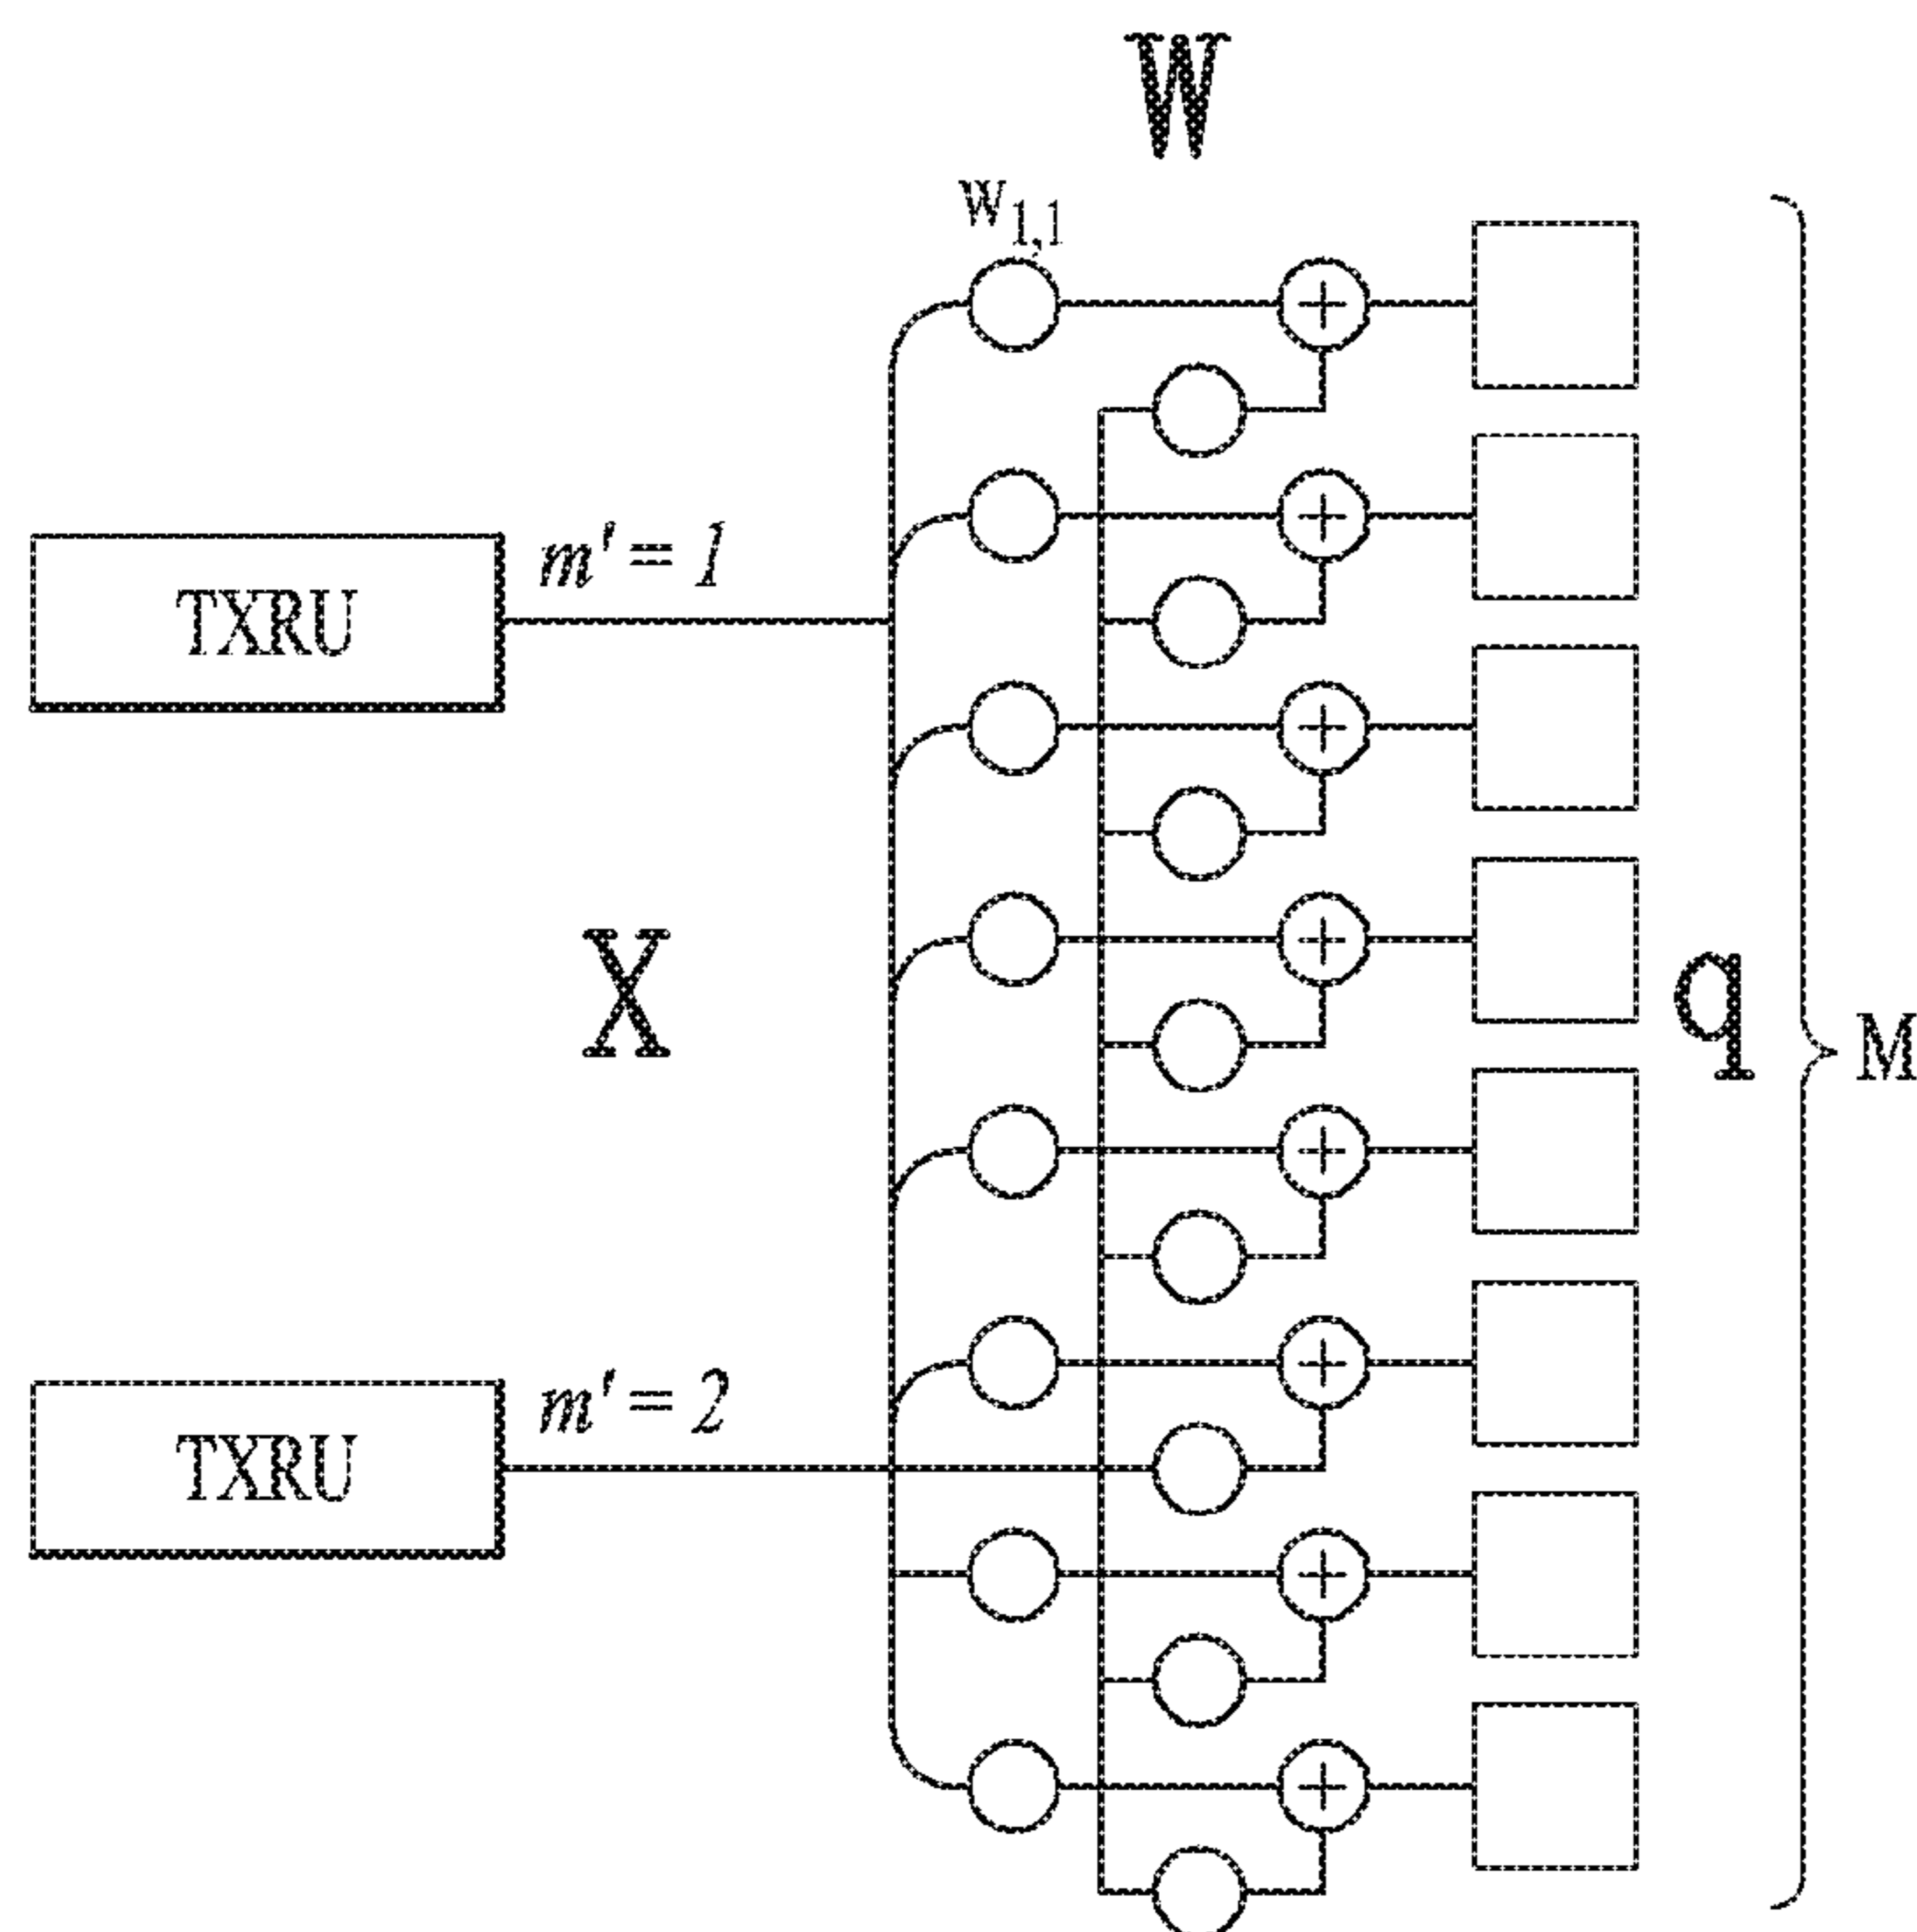 W
w1,1
m' = 1
TXRU
X
q
M
m' = 2
TXRU